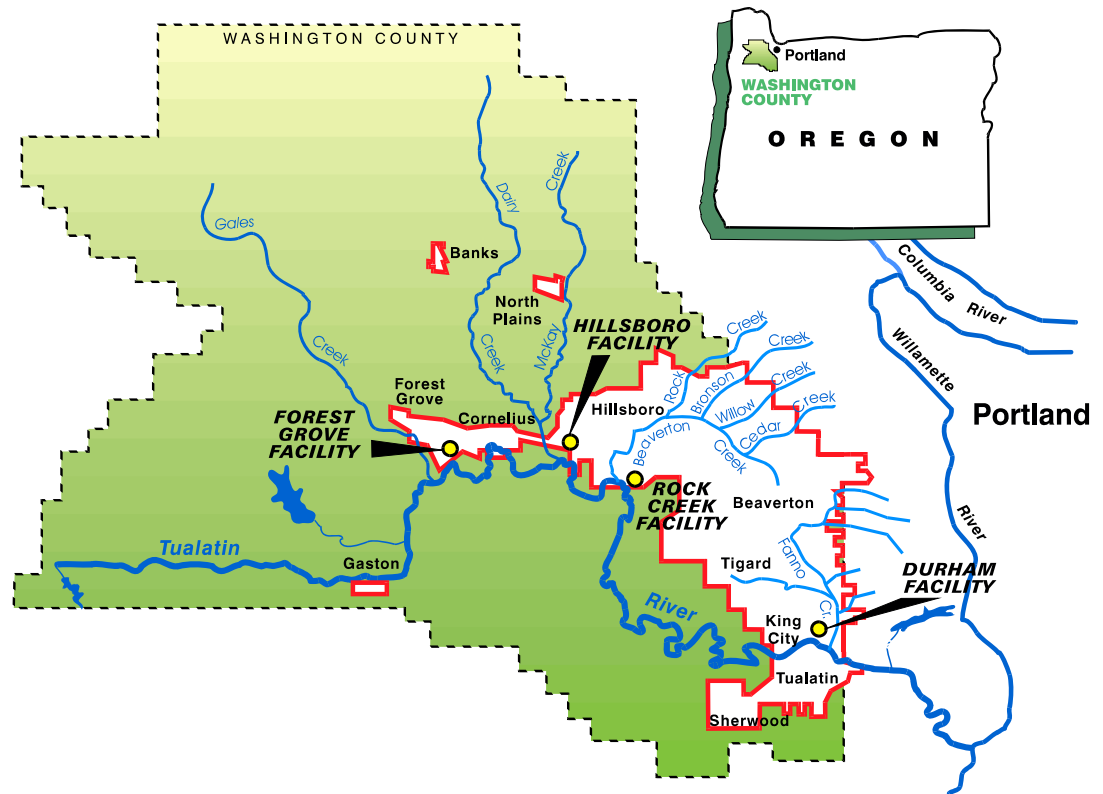 WASHINGTON COUNTY
Portland
WASHINGTON
COUNTY
OREGON
Columbia River
Willamette
River
Portland
Gales
Creek
Dairy
Creek
McKay
Creek
Banks
North
Plains
HILLSBORO
FACILITY
Forest
Grove
Cornelius
Hillsboro
FOREST
GROVE
FACILITY
Rock
Creek
Bronson
Creek
Willow
Creek
Cedar
Creek
Beaverton
Creek
ROCK
CREEK
FACILITY
Beaverton
Tualatin
Gaston
River
Tigard
Fanno
Cr.
DURHAM
FACILITY
King
City
Tualatin
Sherwood